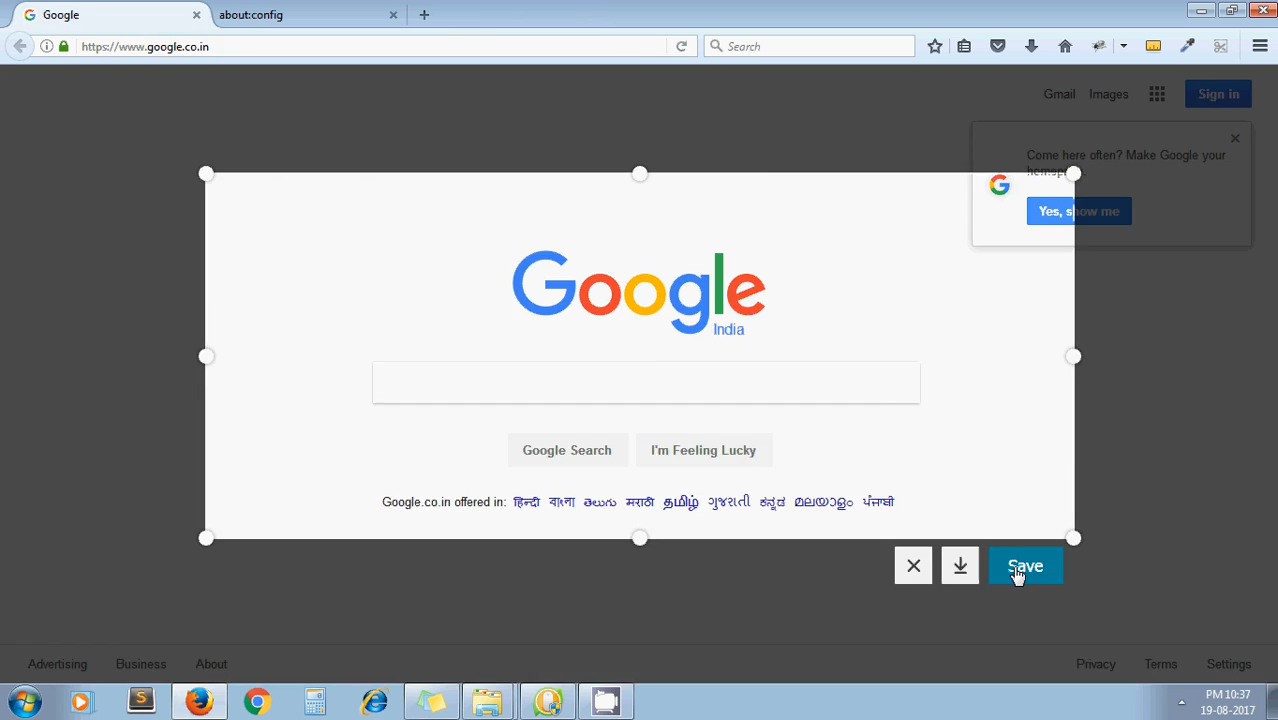 Google
about:config
https://www.google.co.in
Search
Gmail Images Sign in
Come here often? Make Google your
Yes, show me
Google
India
Google Search I'm Feeling Lucky
Google.co.in offered in: हिन्दी বাংলা తెలుగు मराठी தமிழ் ગુજરાતી ಕನ್ನಡ മലയാളം ਪੰਜਾਬੀ
Save
Advertising Business About Privacy Terms Settings
PM 10:37
19-08-2017